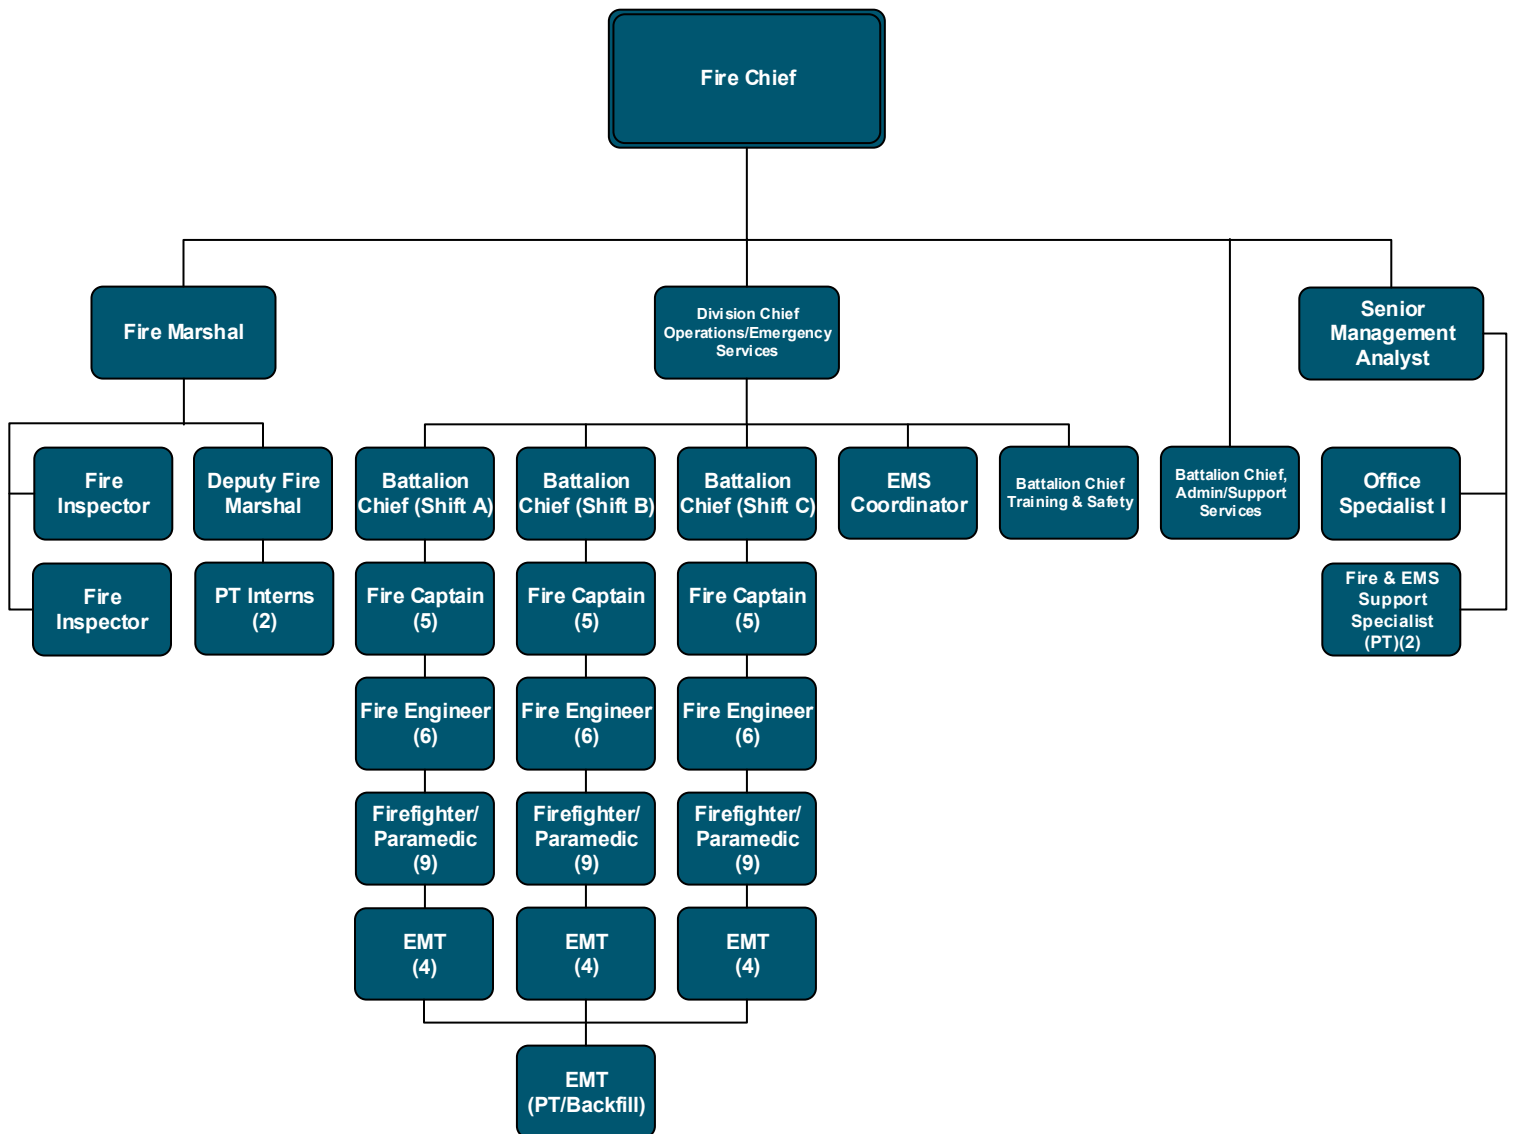 Fire Chief
Fire Marshal
Division Chief
Operations/Emergency
Services
Senior
Management
Analyst
Fire
Inspector
Deputy Fire
Marshal
Battalion
Chief (Shift A)
Battalion
Chief (Shift B)
Battalion
Chief (Shift C)
EMS
Coordinator
Battalion Chief
Training & Safety
Battalion Chief,
Admin/Support
Services
Office
Specialist I
Fire
Inspector
PT Interns
(2)
Fire Captain
(5)
Fire Captain
(5)
Fire Captain
(5)
Fire & EMS
Support
Specialist
(PT)(2)
Fire Engineer
(6)
Fire Engineer
(6)
Fire Engineer
(6)
Firefighter/
Paramedic
(9)
Firefighter/
Paramedic
(9)
Firefighter/
Paramedic
(9)
EMT
(4)
EMT
(4)
EMT
(4)
EMT
(PT/Backfill)